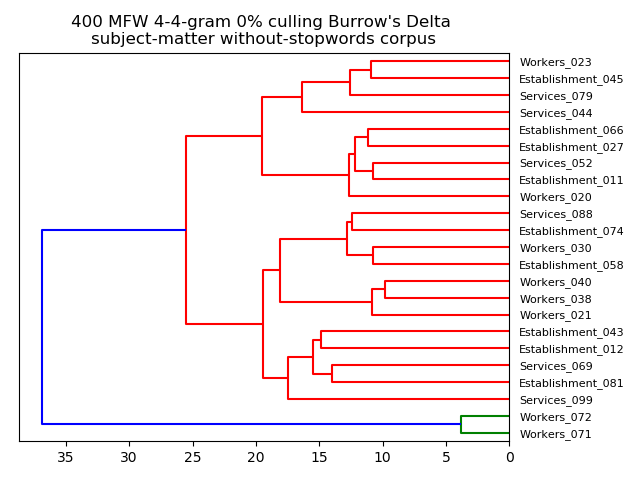 400 MFW 4-4-gram 0% culling Burrow's Delta
subject-matter without-stopwords corpus
Workers_023
Establishment_045
Services_079
Services_044
Establishment_066
Establishment_027
Services_052
Establishment_011
Workers_020
Services_088
Establishment_074
Workers_030
Establishment_058
Workers_040
Workers_038
Workers_021
Establishment_043
Establishment_012
Services_069
Establishment_081
Services_099
Workers_072
Workers_071
35 30 25 20 15 10 5 0